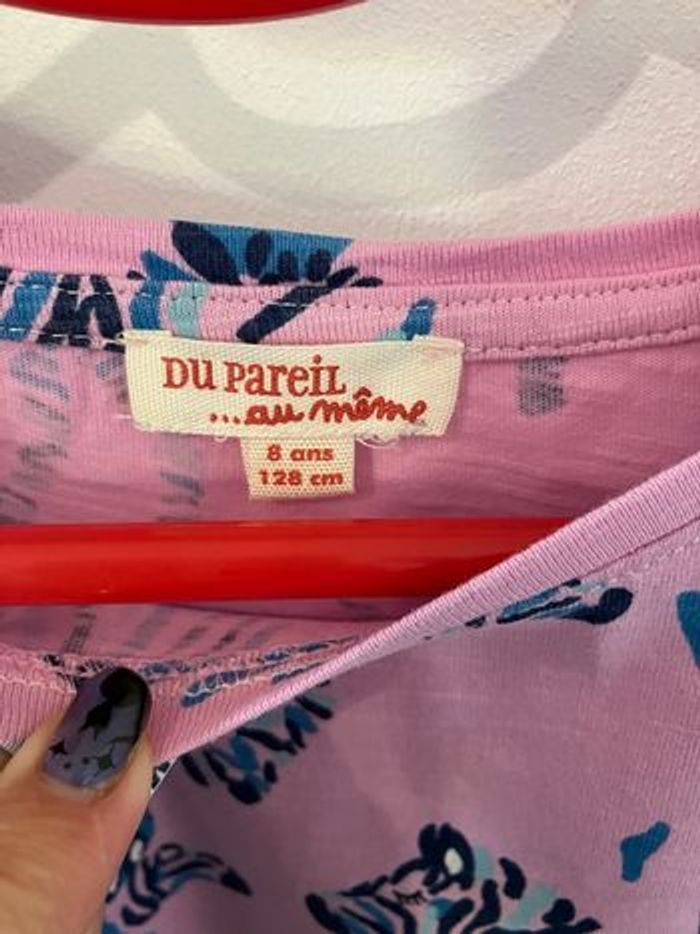 Du Pareil
...au même
8 ans
128 cm